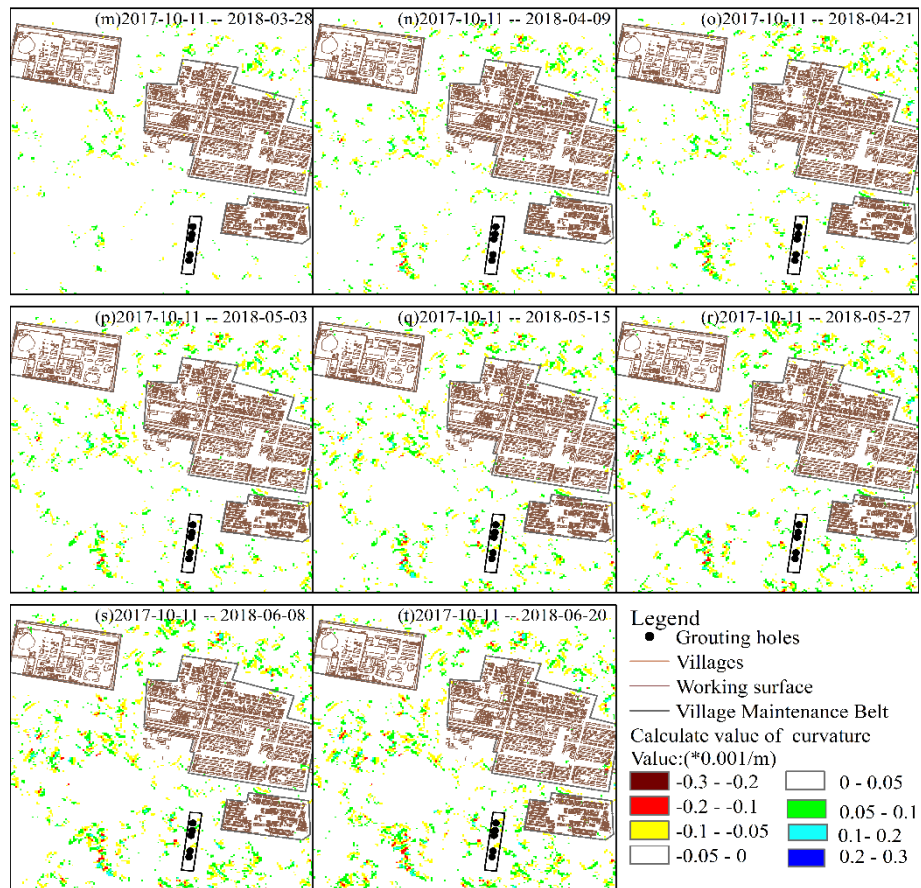 (m)2017-10-11 -- 2018-03-28
(n)2017-10-11 -- 2018-04-09
(o)2017-10-11 -- 2018-04-21
(p)2017-10-11 -- 2018-05-03
(q)2017-10-11 -- 2018-05-15
(r)2017-10-11 -- 2018-05-27
(s)2017-10-11 -- 2018-06-08
(t)2017-10-11 -- 2018-06-20
Legend
Grouting holes
Villages
Working surface
Village Maintenance Belt
Calculate value of curvature
Value:(*0.001/m)
-0.3 - -0.2
-0.2 - -0.1
-0.1 - -0.05
-0.05 - 0
0 - 0.05
0.05 - 0.1
0.1- 0.2
0.2 - 0.3